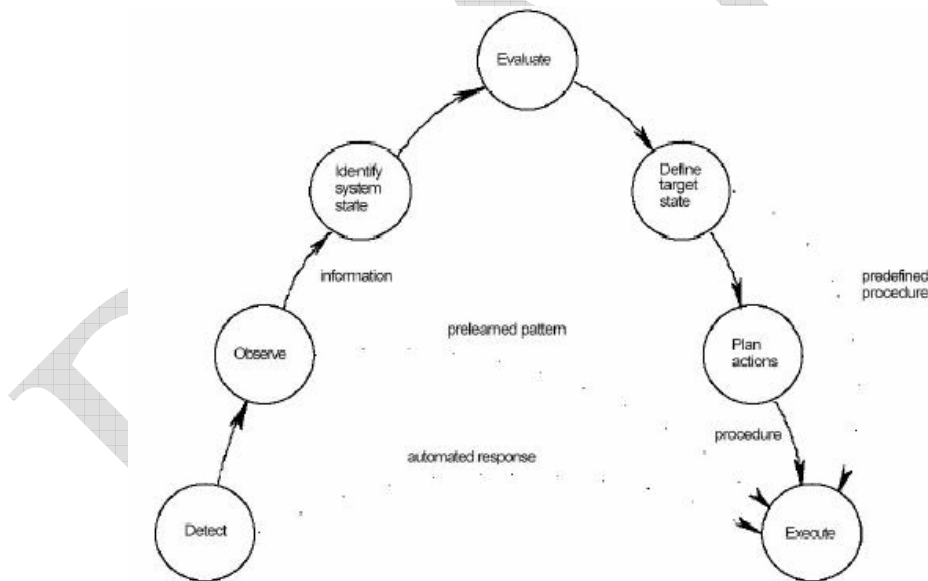 Evaluate
Identify
system
state
Define
target
state
information
predefined
procedure
prelearned pattern
Observe
Plan
actions
procedure
automated response
Detect
Execute